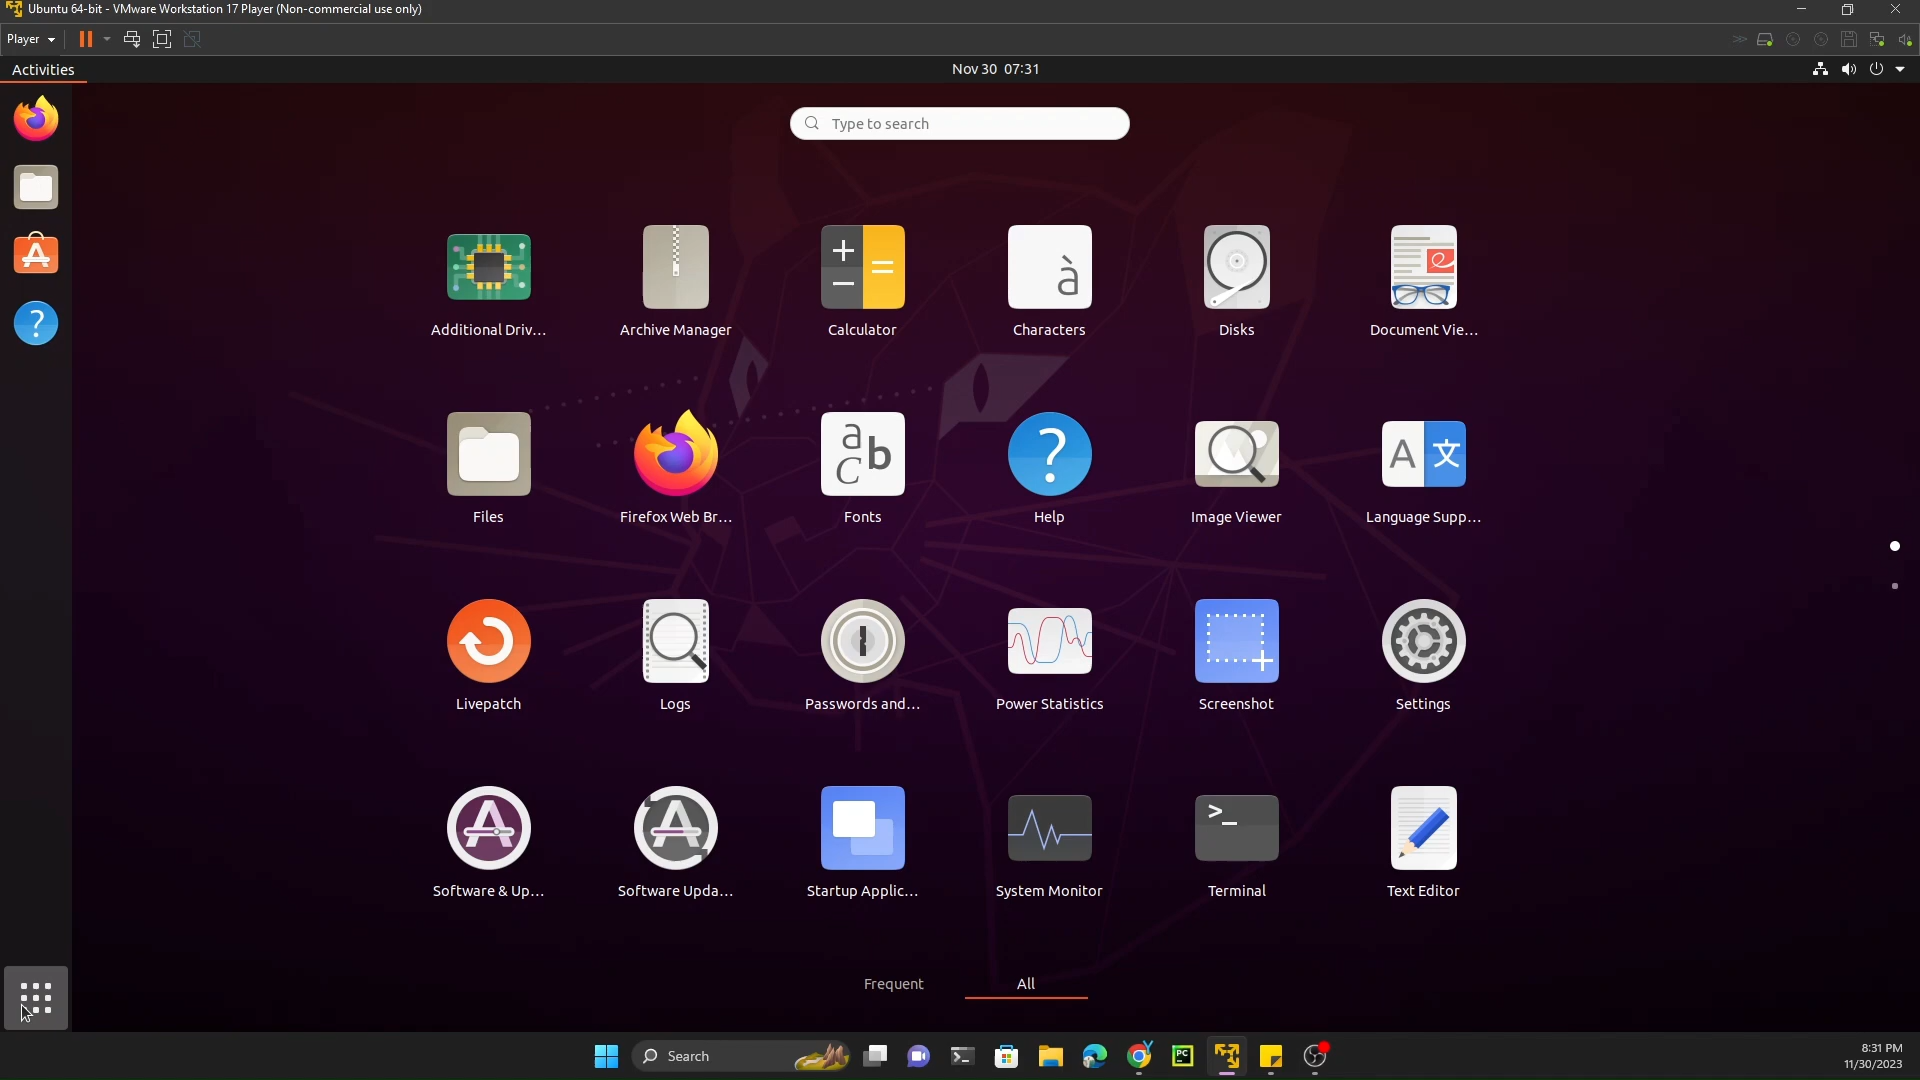 Ubuntu 64-bit - VMware Workstation 17 Player (Non-commercial use only)
Player
Activities
Nov 30 07:31
Type to search
Additional Driv...
Archive Manager
Calculator
Characters
Disks
Document Vie...
Files
Firefox Web Br...
Fonts
Help
Image Viewer
Language Supp...
Livepatch
Logs
Passwords and...
Power Statistics
Screenshot
Settings
Software & Up...
Software Upda...
Startup Applic...
System Monitor
Terminal
Text Editor
Frequent
All
Search
8:31 PM
11/30/2023